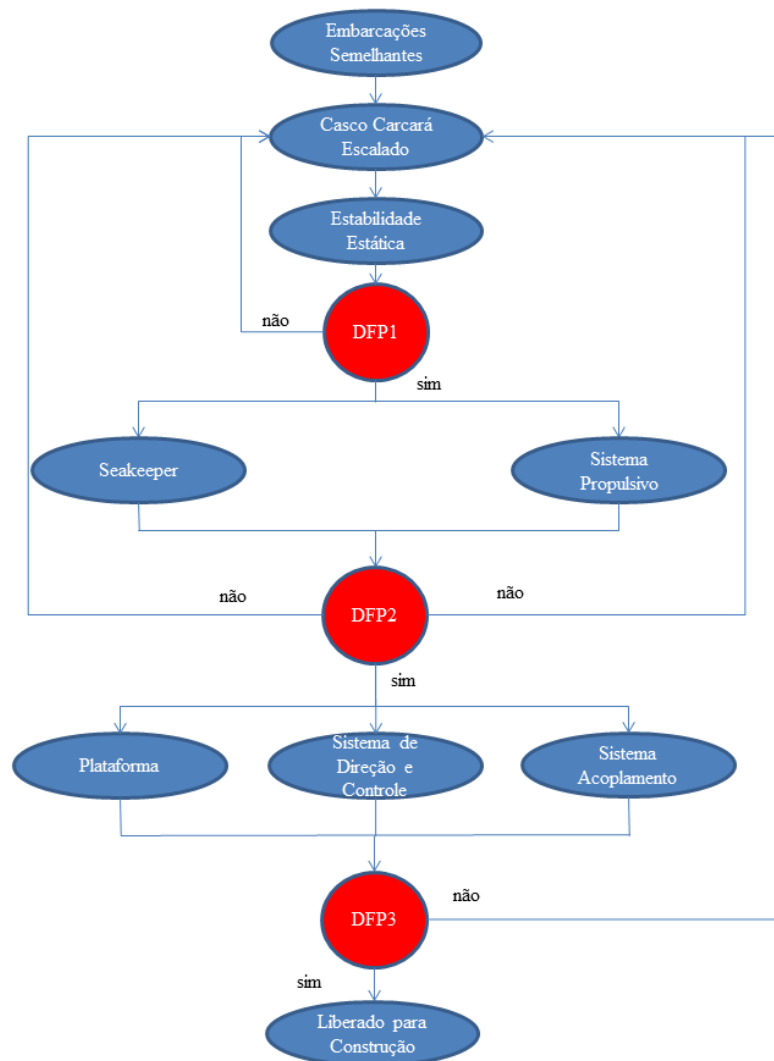 Embarcações
Semelhantes
Casco Carcará
Escalado
Estabilidade
Estática
não
DFP1
sim
Seakeeper
Sistema
Propulsivo
não
não
DFP2
sim
Plataforma
Sistema de
Direção e
Controle
Sistema
Acoplamento
não
DFP3
sim
Liberado para
Construção